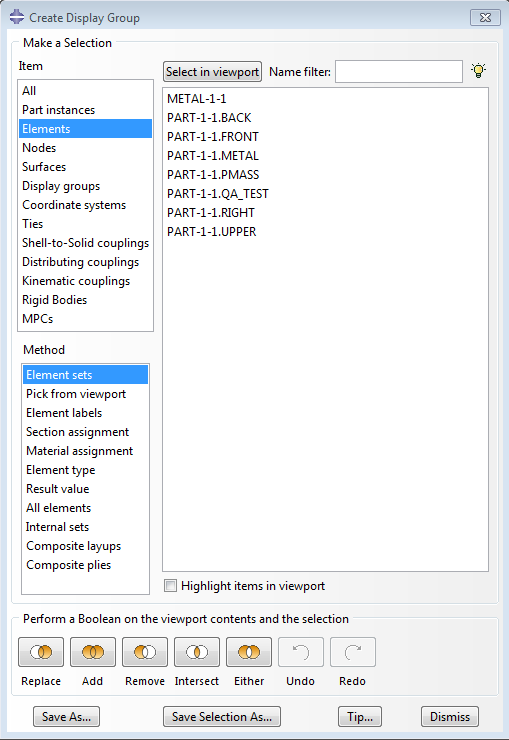 Create Display Group
Make a Selection
Item
All
Part instances
Elements
Nodes
Surfaces
Display groups
Coordinate systems
Ties
Shell-to-Solid couplings
Distributing couplings
Kinematic couplings
Rigid Bodies
MPCs
Method
Element sets
Pick from viewport
Element labels
Section assignment
Material assignment
Element type
Result value
All elements
Internal sets
Composite layups
Composite plies
Select in viewport Name filter:
METAL-1-1
PART-1-1.BACK
PART-1-1.FRONT
PART-1-1.METAL
PART-1-1.PMASS
PART-1-1.QA_TEST
PART-1-1.RIGHT
PART-1-1.UPPER
Highlight items in viewport
Perform a Boolean on the viewport contents and the selection
Replace Add Remove Intersect Either Undo Redo
Save As... Save Selection As... Tip... Dismiss